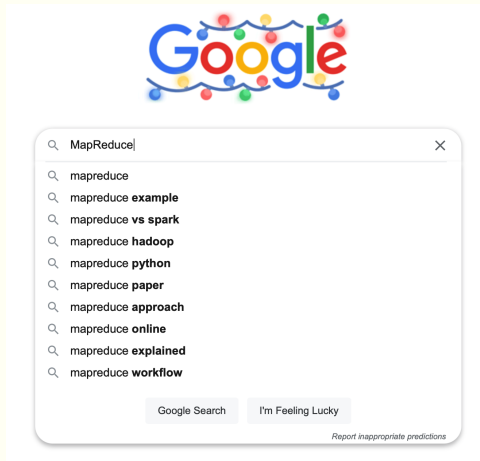 Google
MapReduce
mapreduce
mapreduce example
mapreduce vs spark
mapreduce hadoop
mapreduce python
mapreduce paper
mapreduce approach
mapreduce online
mapreduce explained
mapreduce workflow
Google Search I'm Feeling Lucky
Report inappropriate predictions